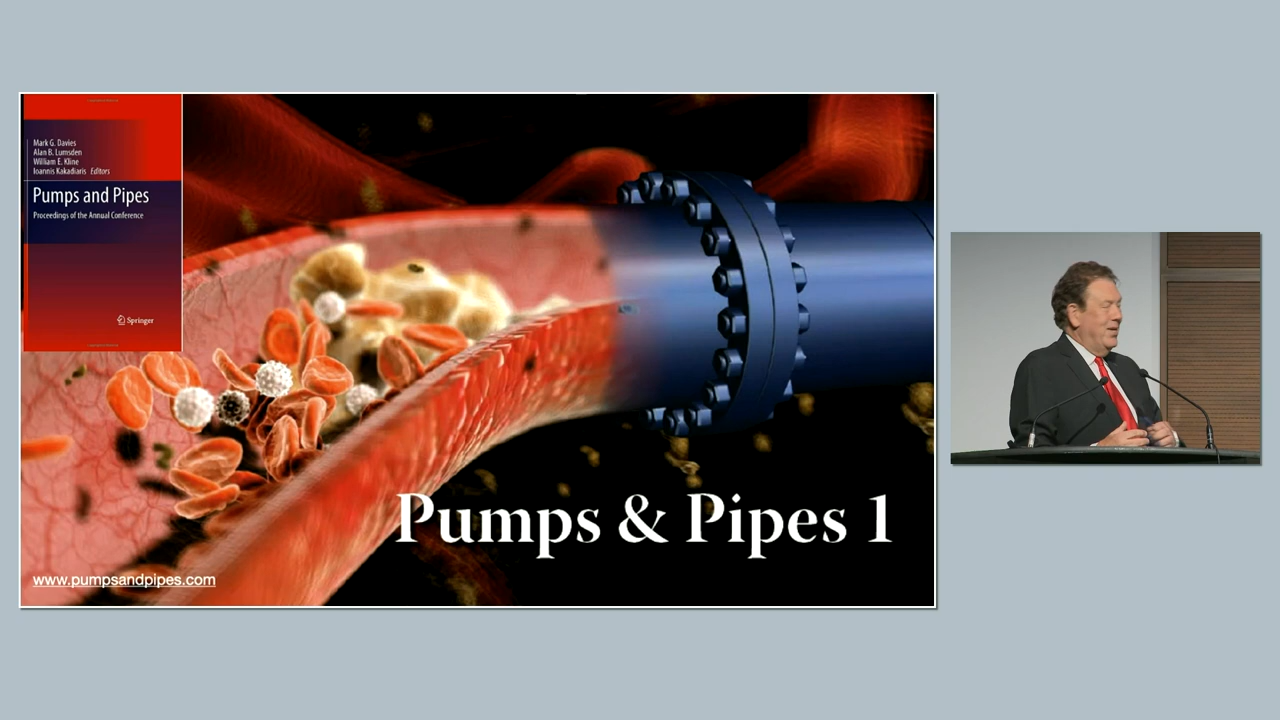 Mark G. Davies
Alan B. Lumsden
William E. Kline
Ioannis Kakadiaris Editors
Pumps and Pipes
Proceedings of the Annual Conference
Springer
Pumps & Pipes 1
www.pumpsandpipes.com